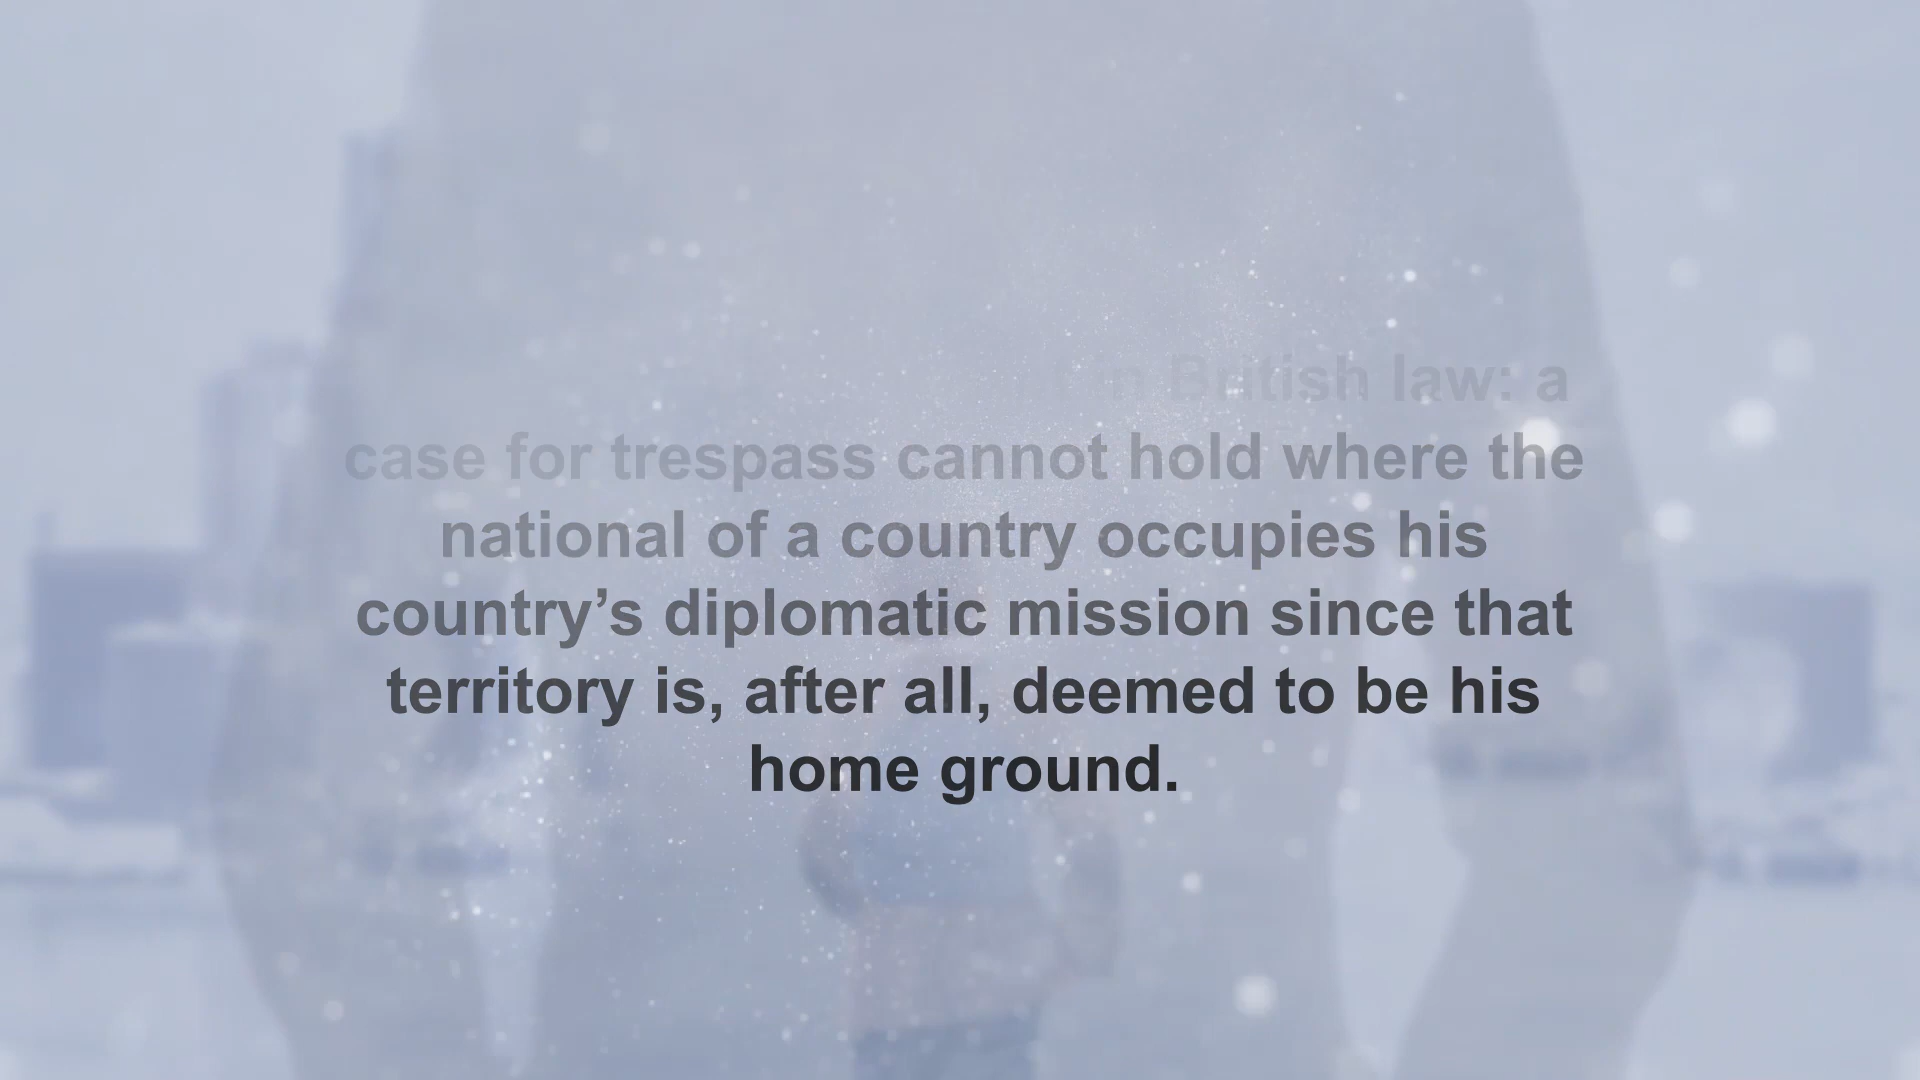 British law: a
case for trespass cannot hold where the
national of a country occupies his
country’s diplomatic mission since that
territory is, after all, deemed to be his
home ground.